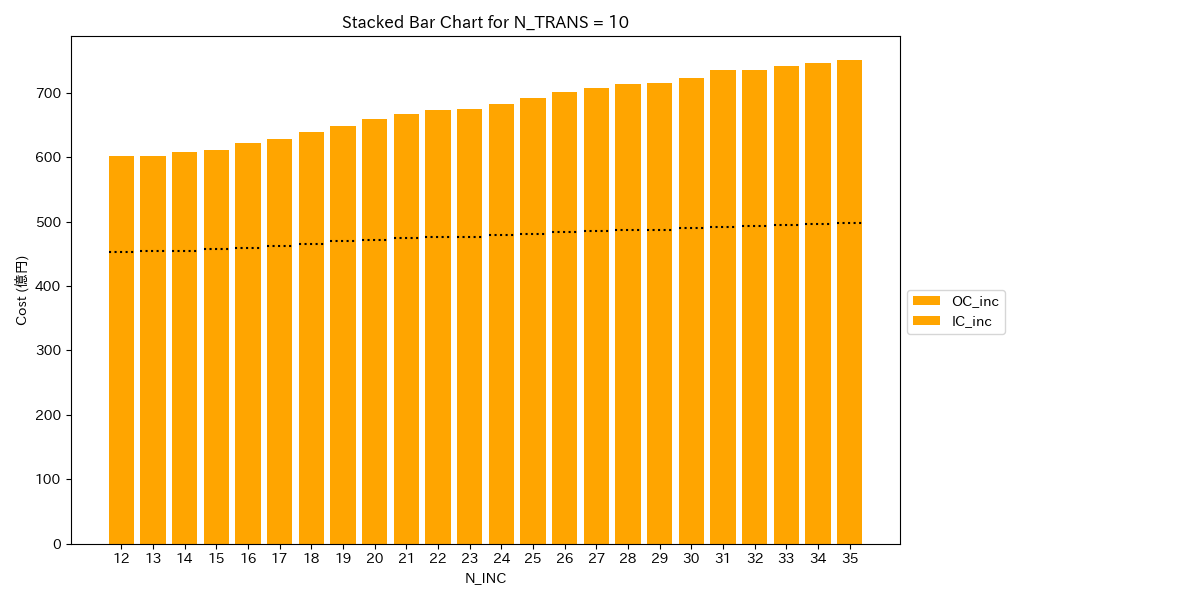 Stacked Bar Chart for N_TRANS = 10
Cost (億円)
700
600
500
400
300
200
100
0
12 13 14 15 16 17 18 19 20 21 22 23 24 25 26 27 28 29 30 31 32 33 34 35
N_INC
OC_inc
IC_inc